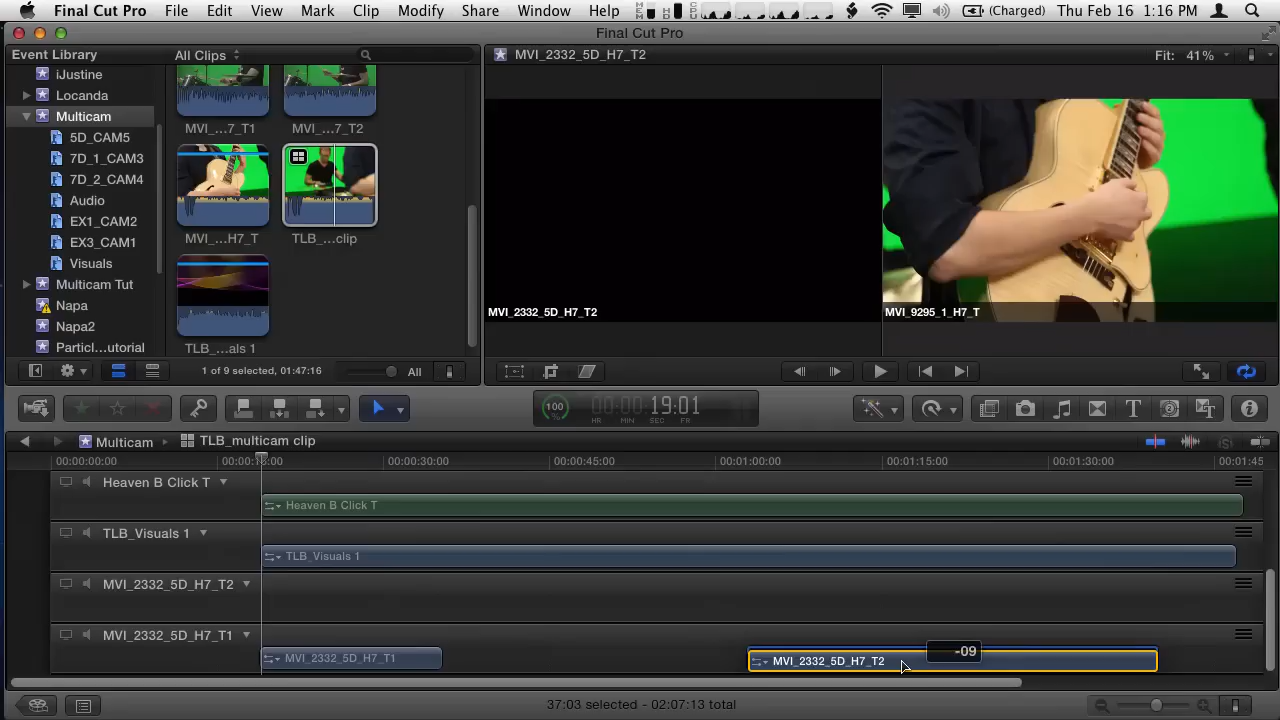 Final Cut Pro File Edit View Mark Clip Modify Share Window Help (Charged) Thu Feb 16 1:16 PM
Final Cut Pro
Event Library All Clips MVI_2332_5D_H7_T2 Fit: 41%
iJustine
Locanda
Multicam
5D_CAM5
7D_1_CAM3
7D_2_CAM4
Audio
EX1_CAM2
EX3_CAM1
Visuals
Multicam Tut
Napa
Napa2
Particl...utorial
MVI_...7_T1 MVI_...7_T2
MVI_...H7_T TLB_...clip
TLB_...als 1
MVI_2332_5D_H7_T2 MVI_9295_1_H7_T
1 of 9 selected, 01:47:16 All
100 00:00:19:01
HR MIN SEC FR
Multicam TLB_multicam clip
00:00:00:00 00:00:30:00 00:00:45:00 00:01:00:00 00:01:15:00 00:01:30:00 00:01:45
Heaven B Click T
Heaven B Click T
TLB_Visuals 1
TLB_Visuals 1
MVI_2332_5D_H7_T2
MVI_2332_5D_H7_T1
-09
MVI_2332_5D_H7_T1 MVI_2332_5D_H7_T2
37:03 selected - 02:07:13 total